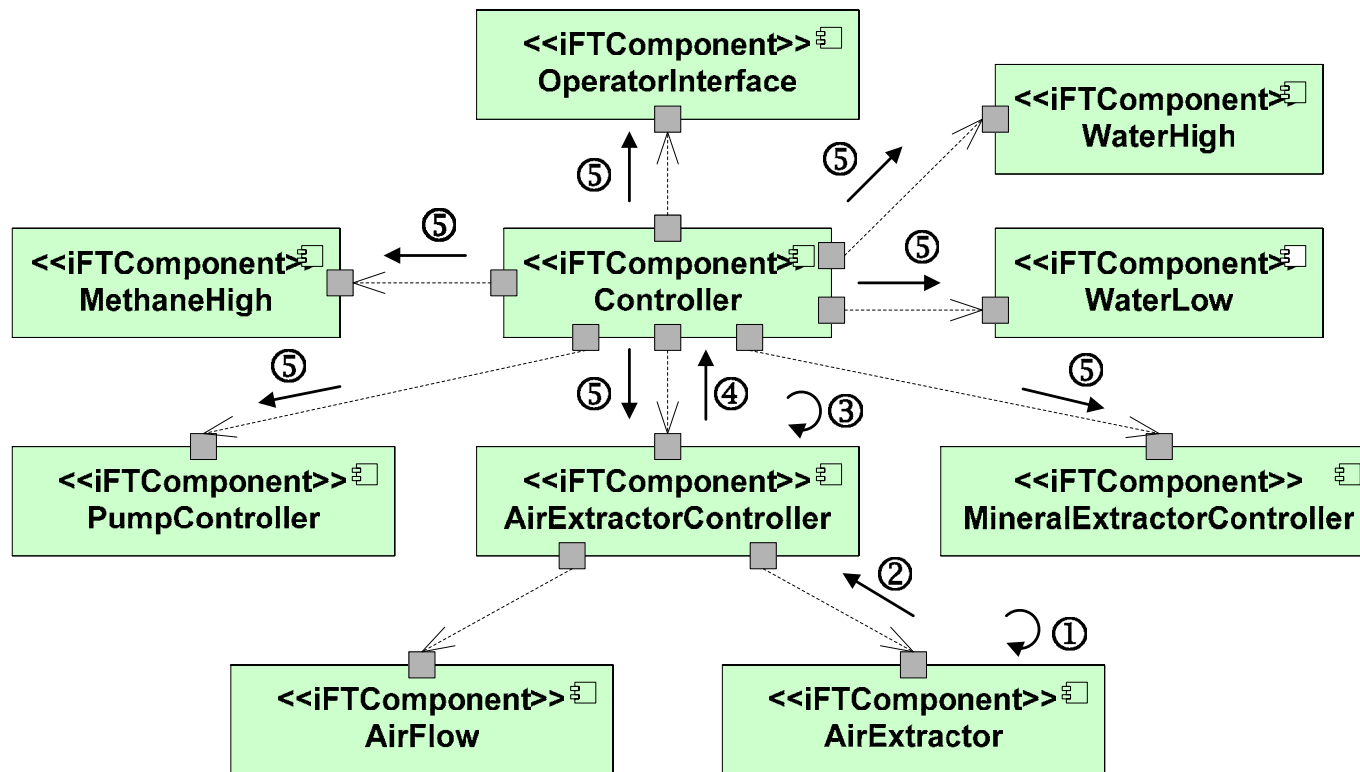 <<iFTComponent>>
OperatorInterface
<<iFTComponent>
WaterHigh
⑤
⑤
<<iFTComponent>
MethaneHigh
⑤
<<iFTComponent>
Controller
⑤
<<iFTComponent>
WaterLow
⑤
⑤
④
③
⑤
<<iFTComponent>>
PumpController
<<iFTComponent>>
AirExtractorController
<<iFTComponent>>
MineralExtractorController
②
①
<<iFTComponent>>
AirFlow
<<iFTComponent>>
AirExtractor